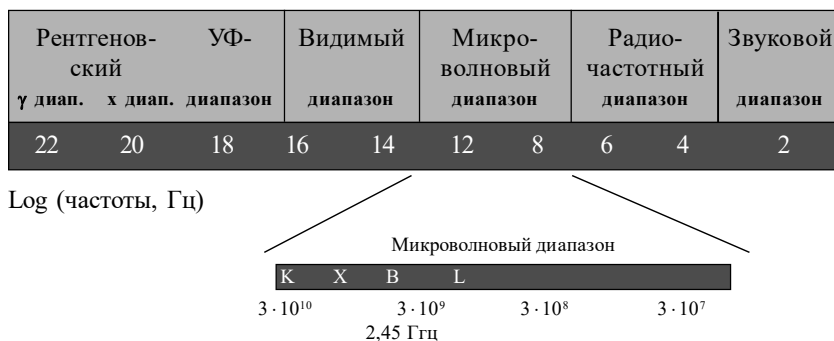 Рентгенов- УФ- Видимый Микро- Радио- Звуковой
ский волновый частотный
γ диап. x диап. диапазон диапазон диапазон диапазон диапазон
22 20 18 16 14 12 8 6 4 2
Log (частоты, Гц)
Микроволновый диапазон
K X B L
3·10¹⁰ 3·10⁹ 3·10⁸ 3·10⁷
2,45 Ггц